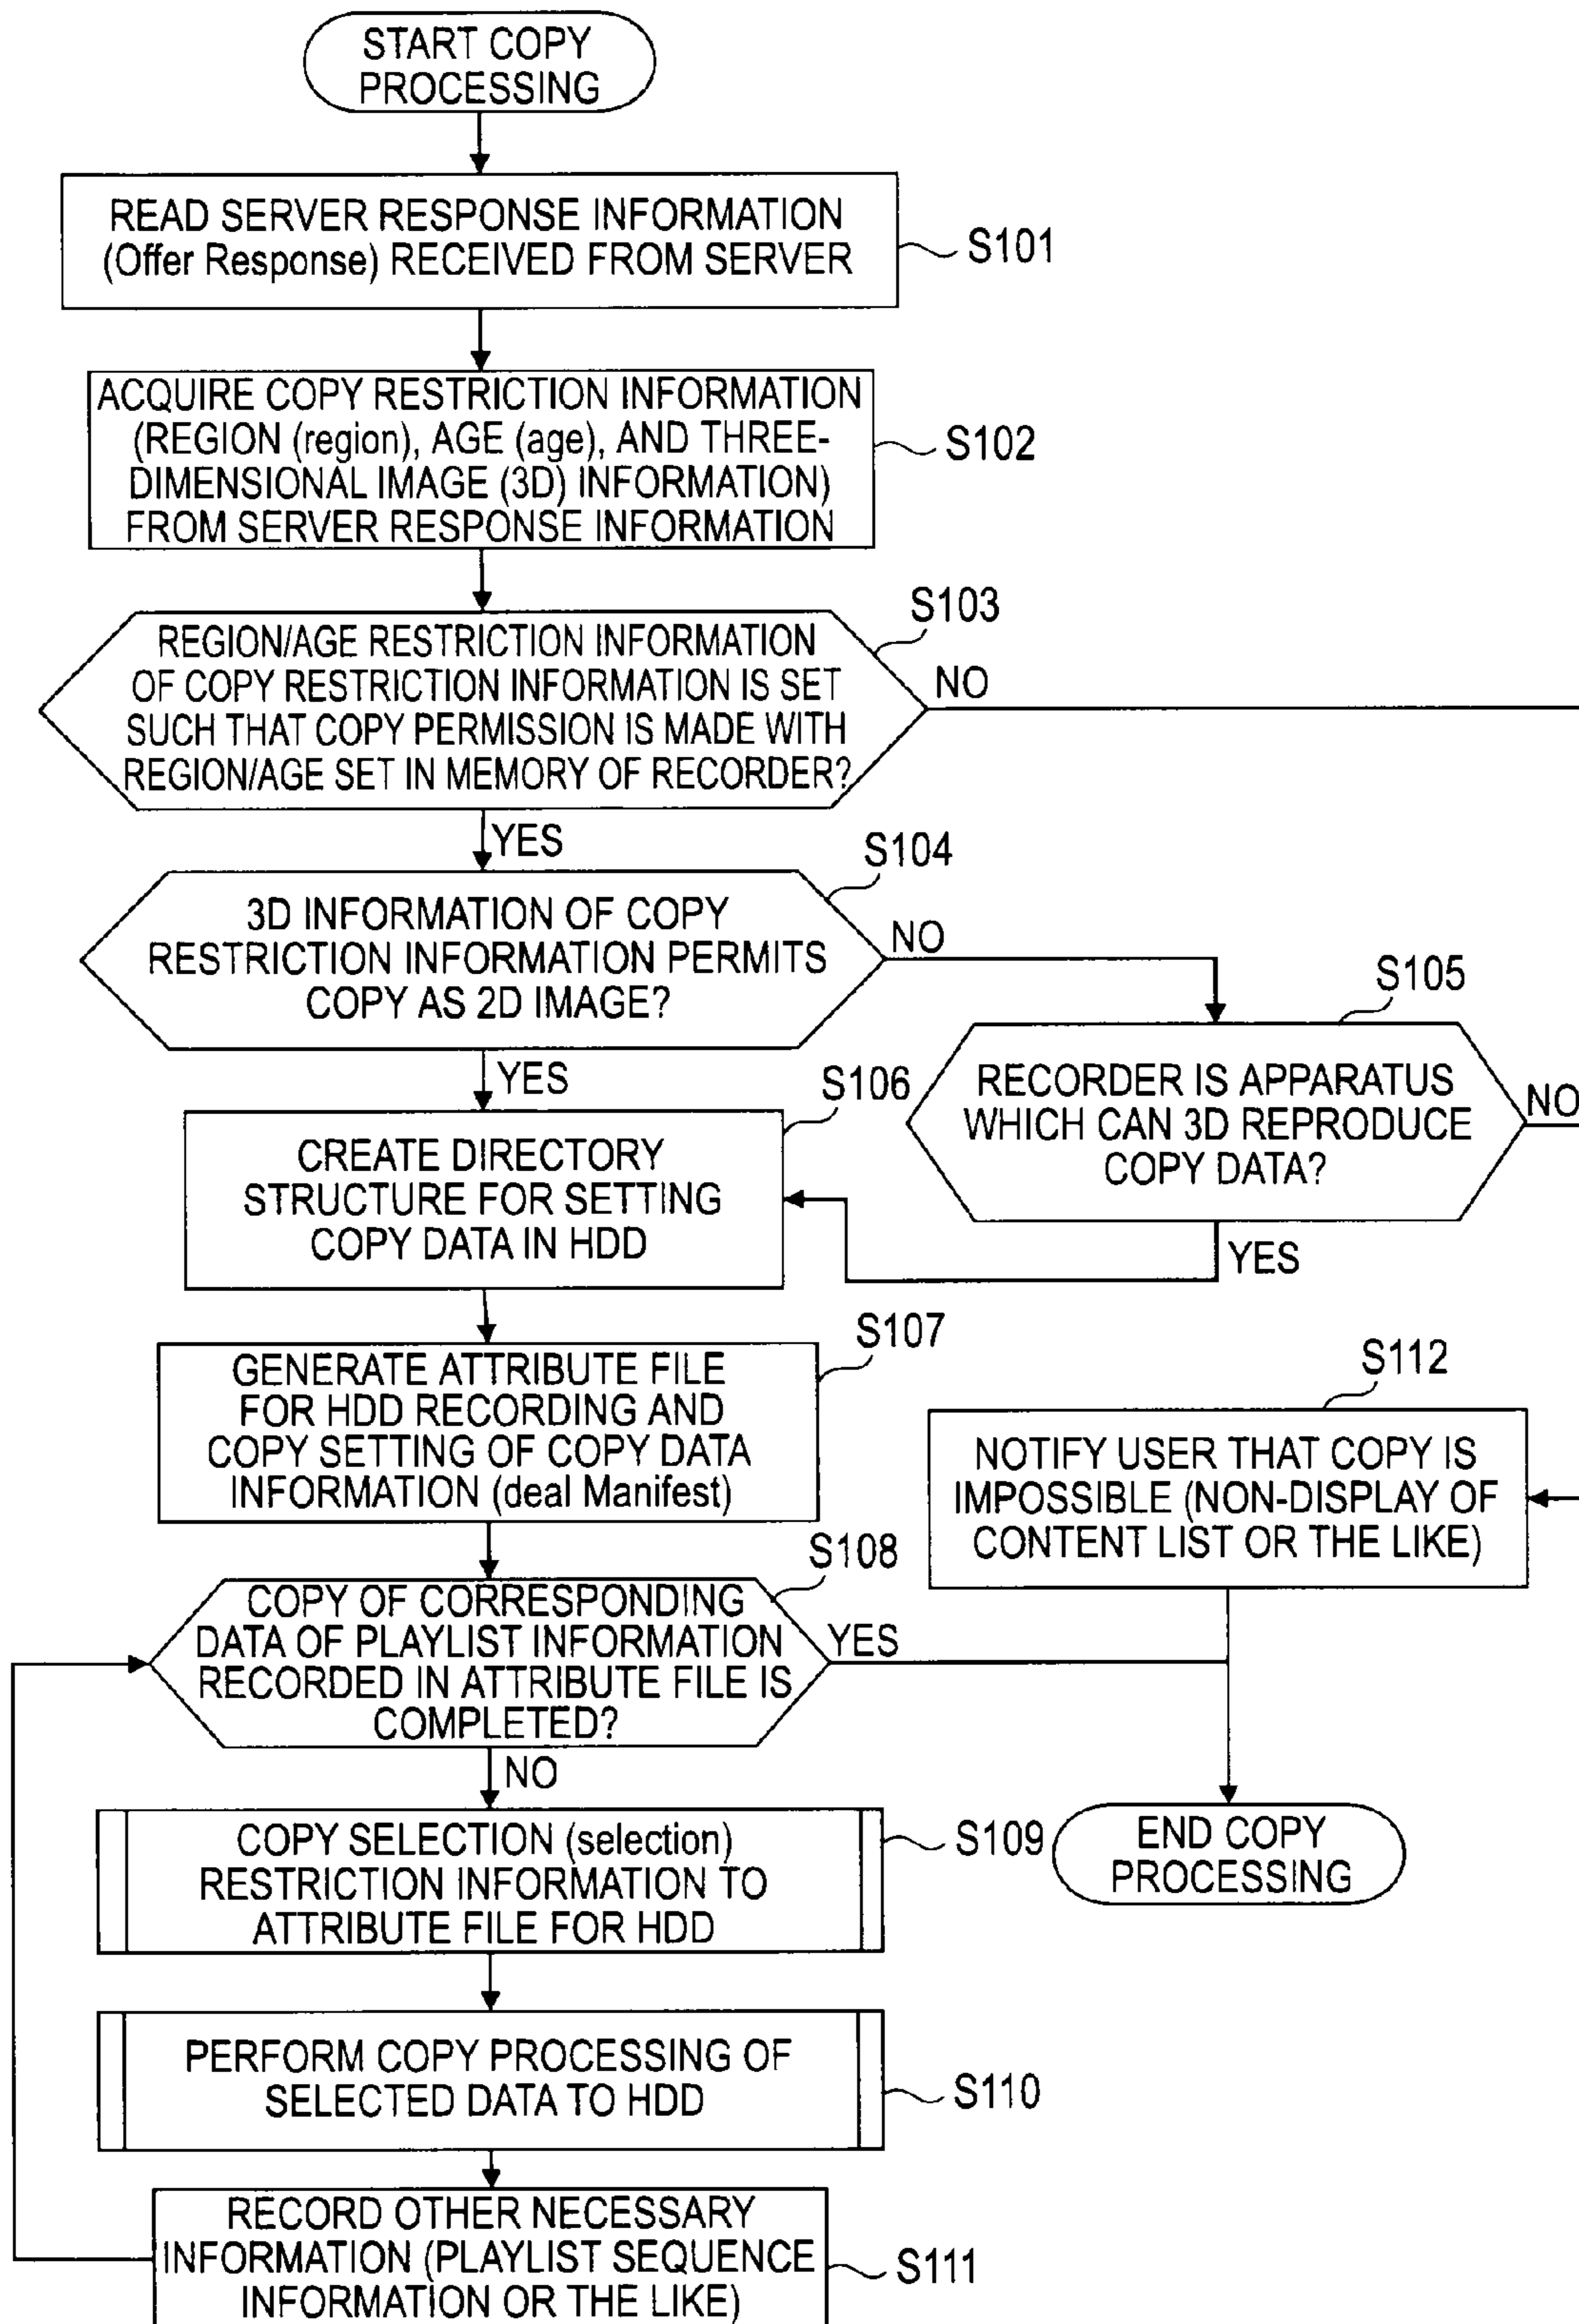 START COPY
PROCESSING
READ SERVER RESPONSE INFORMATION
(Offer Response) RECEIVED FROM SERVER
S101
ACQUIRE COPY RESTRICTION INFORMATION
(REGION (region), AGE (age), AND THREE-
DIMENSIONAL IMAGE (3D) INFORMATION)
FROM SERVER RESPONSE INFORMATION
S102
S103
REGION/AGE RESTRICTION INFORMATION
OF COPY RESTRICTION INFORMATION IS SET
SUCH THAT COPY PERMISSION IS MADE WITH
REGION/AGE SET IN MEMORY OF RECORDER?
NO
YES
S104
3D INFORMATION OF COPY
RESTRICTION INFORMATION PERMITS
COPY AS 2D IMAGE?
NO
YES
S105
RECORDER IS APPARATUS
WHICH CAN 3D REPRODUCE
COPY DATA?
NO
YES
S106
CREATE DIRECTORY
STRUCTURE FOR SETTING
COPY DATA IN HDD
S107
GENERATE ATTRIBUTE FILE
FOR HDD RECORDING AND
COPY SETTING OF COPY DATA
INFORMATION (deal Manifest)
S112
NOTIFY USER THAT COPY IS
IMPOSSIBLE (NON-DISPLAY OF
CONTENT LIST OR THE LIKE)
S108
COPY OF CORRESPONDING
DATA OF PLAYLIST INFORMATION
RECORDED IN ATTRIBUTE FILE IS
COMPLETED?
YES
NO
COPY SELECTION (selection)
RESTRICTION INFORMATION TO
ATTRIBUTE FILE FOR HDD
S109
END COPY
PROCESSING
PERFORM COPY PROCESSING OF
SELECTED DATA TO HDD
S110
RECORD OTHER NECESSARY
INFORMATION (PLAYLIST SEQUENCE
INFORMATION OR THE LIKE)
S111